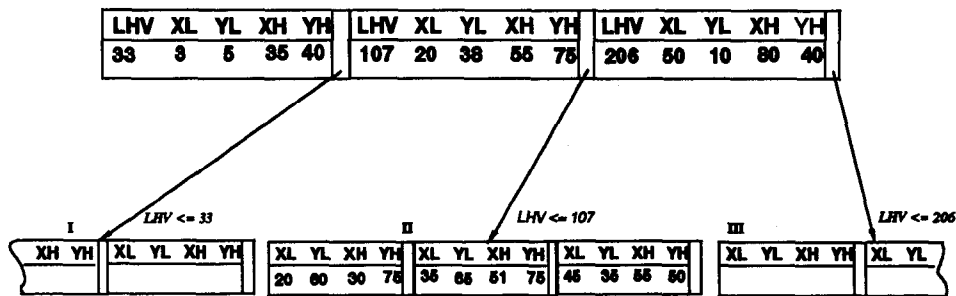 LHV XL YL XH YH LHV XL YL XH YH LHV XL YL XH YH
33 3 5 35 40 107 20 38 55 75 206 50 10 80 40
I LHV <= 33 II LHV <= 107 III LHV <= 206
XH YH XL YL XH YH XL YL XH YH XL YL XH YH XL YL XH YH XL YL XH YH XL YL
20 60 30 75 35 65 51 75 45 35 55 50